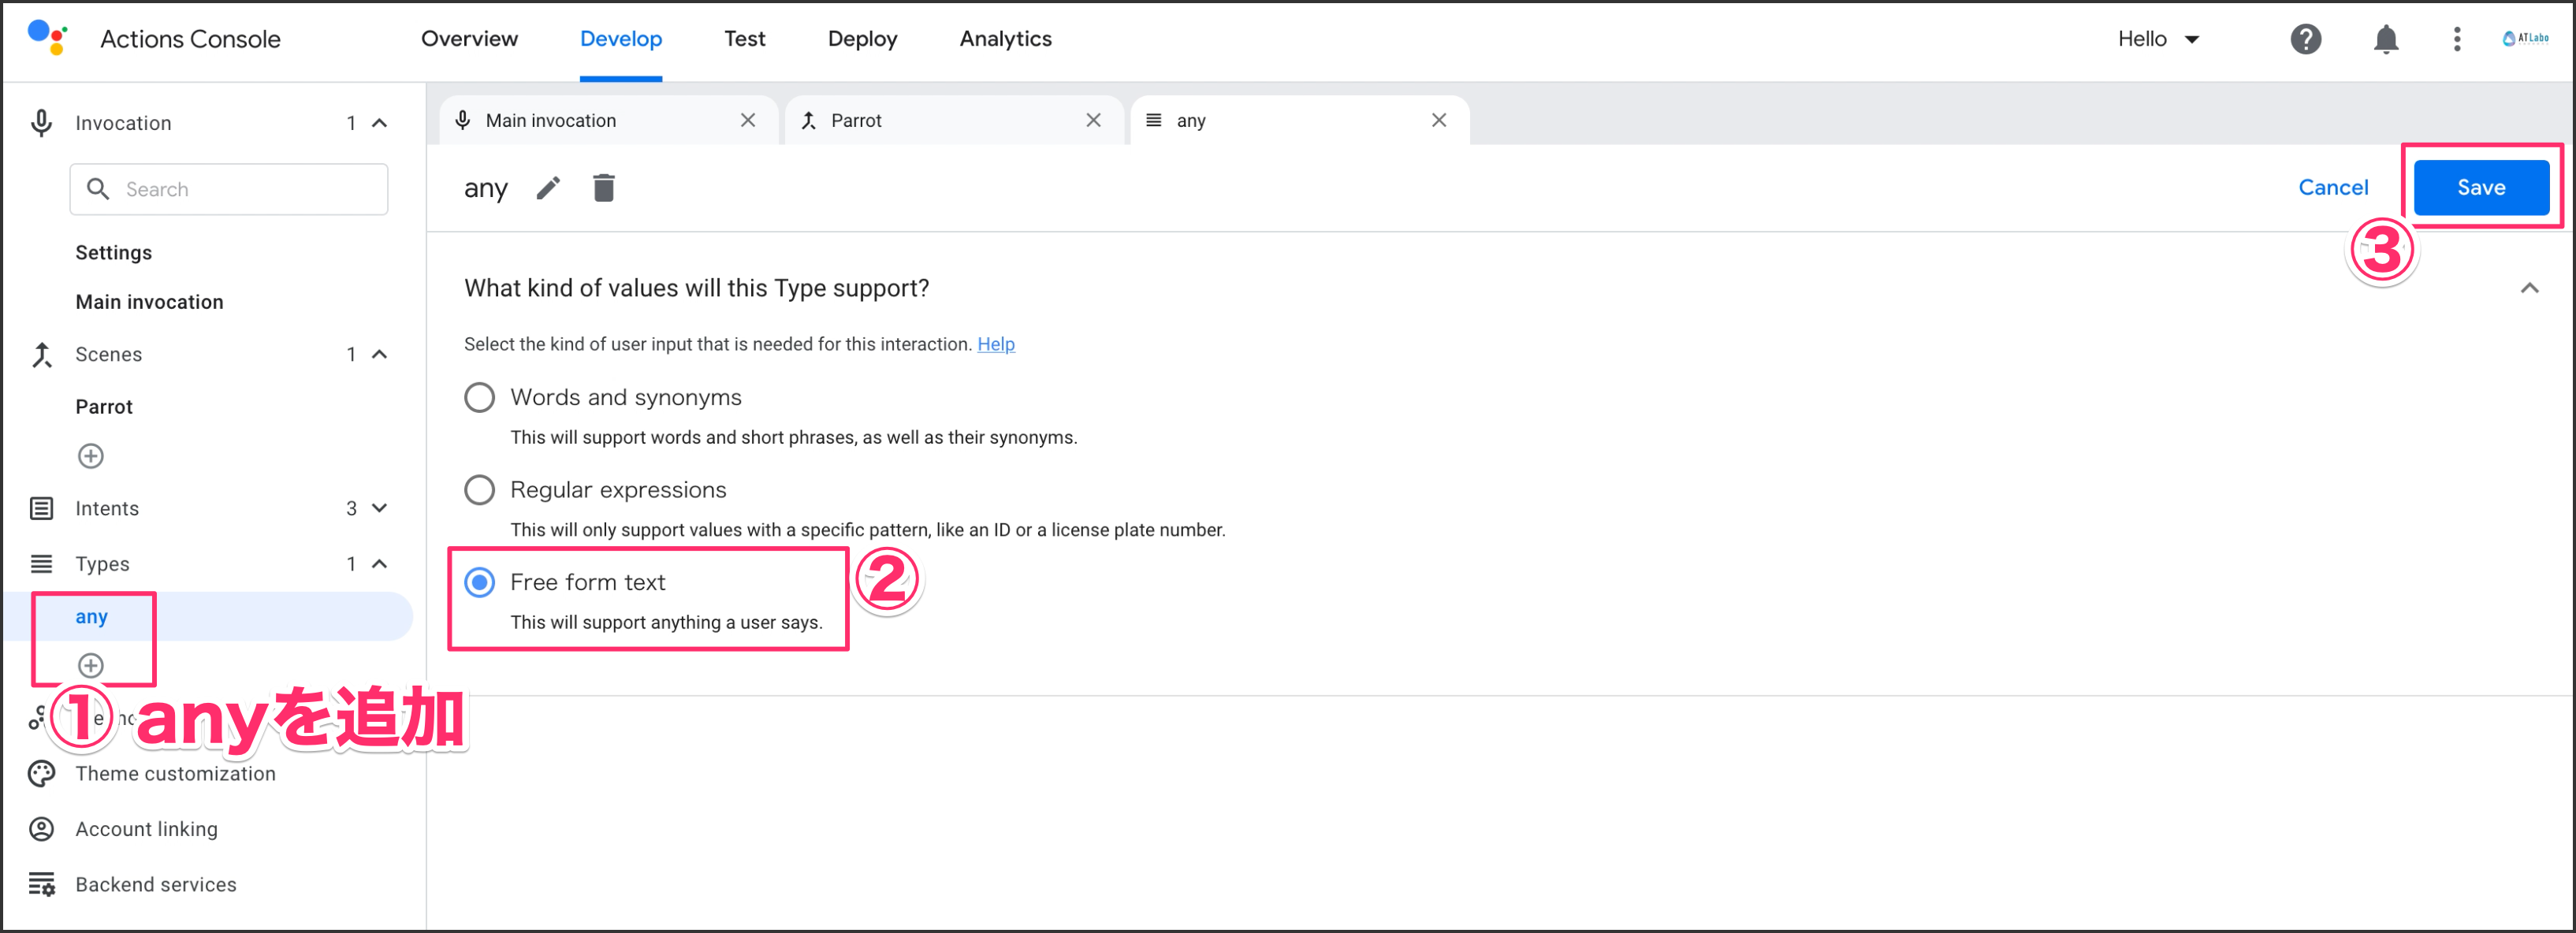 Actions Console
Overview
Develop
Test
Deploy
Analytics
Hello
ATLabo
Invocation 1
Search
Settings
Main invocation
Scenes 1
Parrot
Intents 3
Types 1
any
① anyを追加
Theme customization
Account linking
Backend services
Main invocation
Parrot
any
any
Cancel
Save
③
What kind of values will this Type support?
Select the kind of user input that is needed for this interaction. Help
Words and synonyms
This will support words and short phrases, as well as their synonyms.
Regular expressions
This will only support values with a specific pattern, like an ID or a license plate number.
Free form text
②
This will support anything a user says.